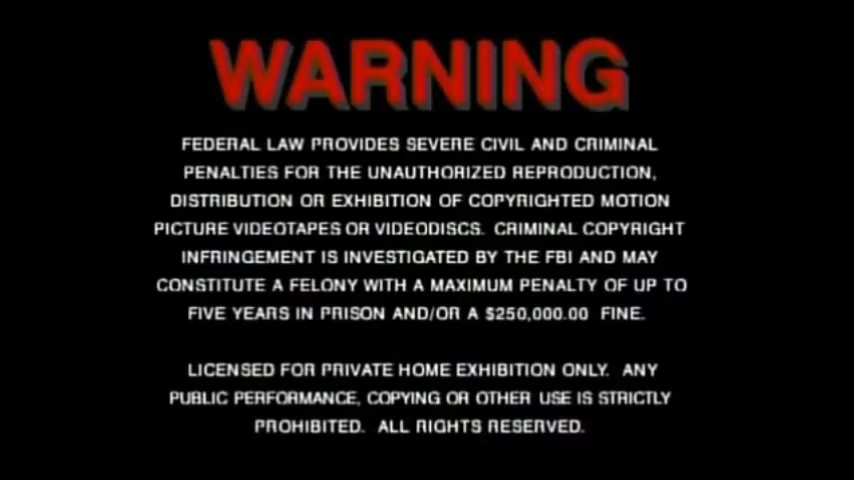 WARNING
FEDERAL LAW PROVIDES SEVERE CIVIL AND CRIMINAL
PENALTIES FOR THE UNAUTHORIZED REPRODUCTION,
DISTRIBUTION OR EXHIBITION OF COPYRIGHTED MOTION
PICTURE VIDEOTAPES OR VIDEODISCS. CRIMINAL COPYRIGHT
INFRINGEMENT IS INVESTIGATED BY THE FBI AND MAY
CONSTITUTE A FELONY WITH A MAXIMUM PENALTY OF UP TO
FIVE YEARS IN PRISON AND/OR A $250,000.00 FINE.
LICENSED FOR PRIVATE HOME EXHIBITION ONLY. ANY
PUBLIC PERFORMANCE, COPYING OR OTHER USE IS STRICTLY
PROHIBITED. ALL RIGHTS RESERVED.